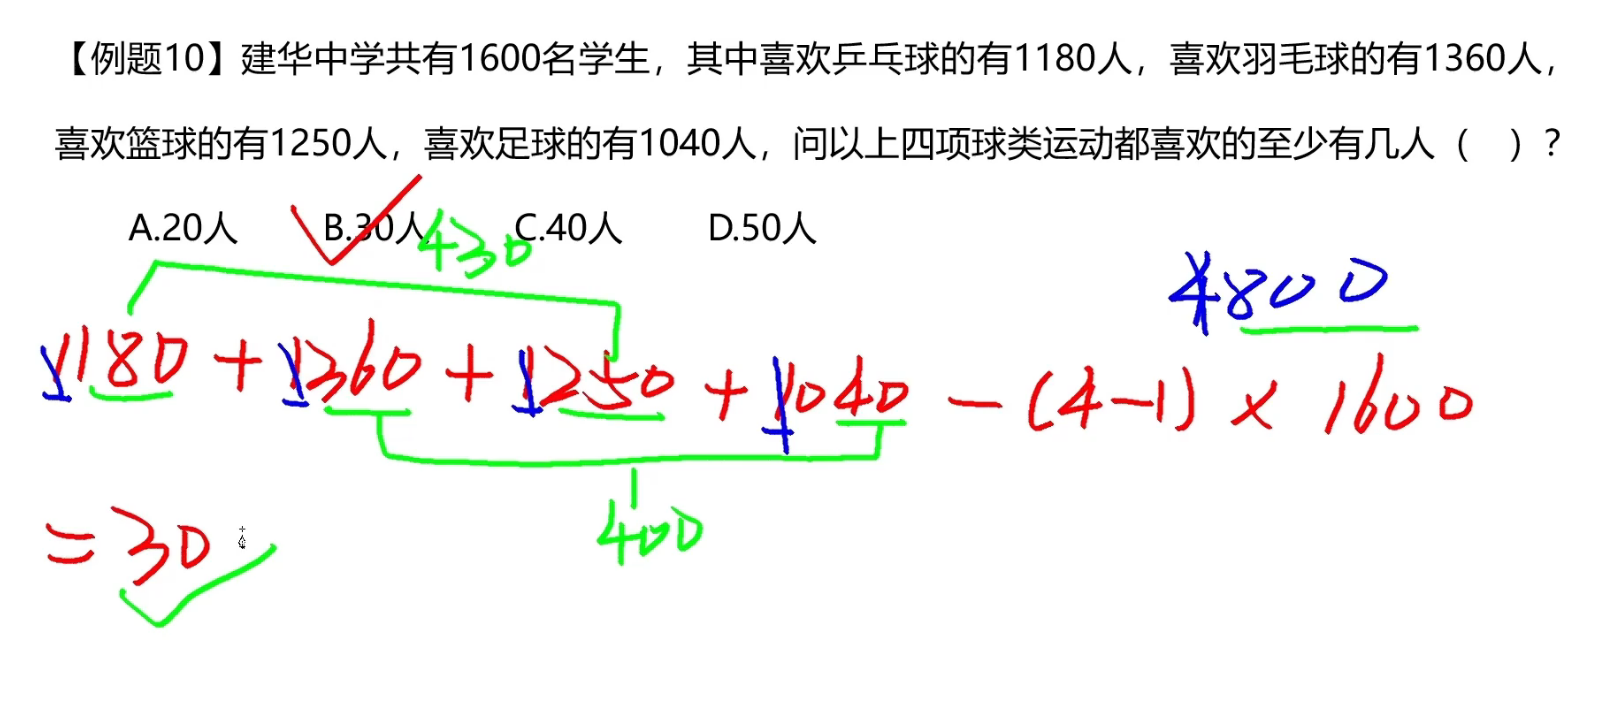 【例题10】建华中学共有1600名学生，其中喜欢乒乓球的有1180人，喜欢羽毛球的有1360人，
喜欢篮球的有1250人，喜欢足球的有1040人，问以上四项球类运动都喜欢的至少有几人（ ）？
A.20人 B.30人 C.40人 D.50人
430
4800
1180 + 1360 + 1250 + 1040 - (4-1) × 1600
400
= 30